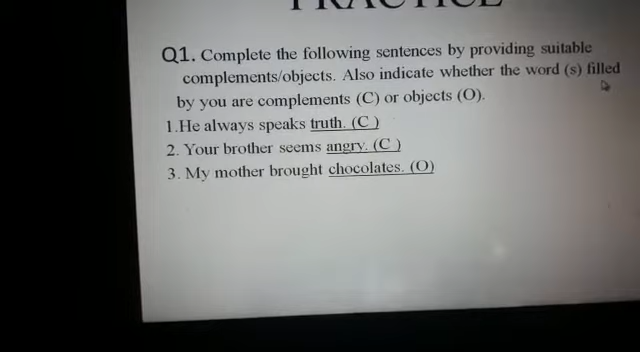 PRACTICE
Q1. Complete the following sentences by providing suitable
complements/objects. Also indicate whether the word (s) filled
by you are complements (C) or objects (O).
1.He always speaks truth. (C )
2. Your brother seems angry. (C )
3. My mother brought chocolates. (O)